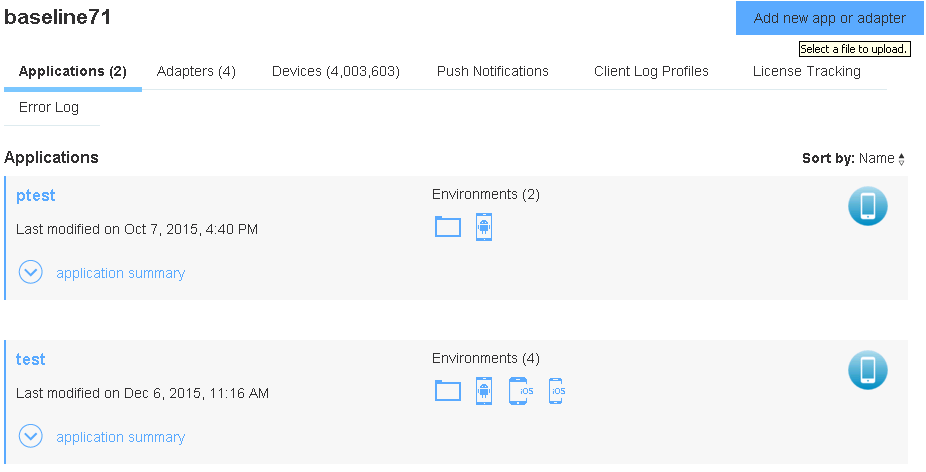 baseline71
Add new app or adapter
Select a file to upload.
Applications (2) Adapters (4) Devices (4,003,603) Push Notifications Client Log Profiles License Tracking
Error Log
Applications
Sort by: Name
ptest
Environments (2)
Last modified on Oct 7, 2015, 4:40 PM
application summary
test
Environments (4)
iOS iOS
Last modified on Dec 6, 2015, 11:16 AM
application summary